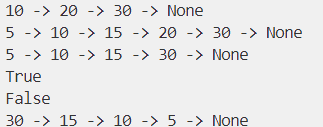 10 -> 20 -> 30 -> None
5 -> 10 -> 15 -> 20 -> 30 -> None
5 -> 10 -> 15 -> 30 -> None
True
False
30 -> 15 -> 10 -> 5 -> None